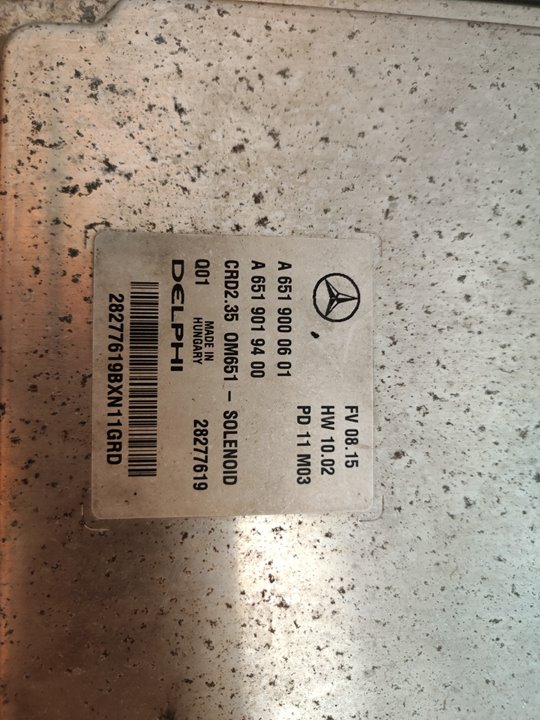 FV 08.15
HW 10.02
PD 11 M03
A 651 900 06 01
A 651 901 94 00
CRD2.35 OM651 - SOLENOID
Q01 MADE IN HUNGARY 28277619
DELPHI
28277619BXN11GRD